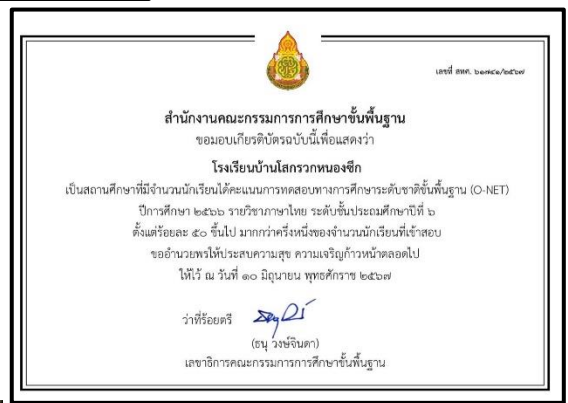 เลขที่ สทศ. ๖๑๗๔๑/๒๕๖๗
สำนักงานคณะกรรมการการศึกษาขั้นพื้นฐาน
ขอมอบเกียรติบัตรฉบับนี้เพื่อแสดงว่า
โรงเรียนบ้านโสกรวกหนองซึก
เป็นสถานศึกษาที่มีจำนวนนักเรียนได้คะแนนการทดสอบทางการศึกษาระดับชาติขั้นพื้นฐาน (O-NET)
ปีการศึกษา ๒๕๖๖ รายวิชาภาษาไทย ระดับชั้นประถมศึกษาปีที่ ๖
ตั้งแต่ร้อยละ ๕๐ ขึ้นไป มากกว่าครึ่งหนึ่งของจำนวนนักเรียนที่เข้าสอบ
ขออำนวยพรให้ประสบความสุข ความเจริญก้าวหน้าตลอดไป
ให้ไว้ ณ วันที่ ๑๐ มิถุนายน พุทธศักราช ๒๕๖๗
ว่าที่ร้อยตรี
(ธนุ วงษ์จินดา)
เลขาธิการคณะกรรมการการศึกษาขั้นพื้นฐาน